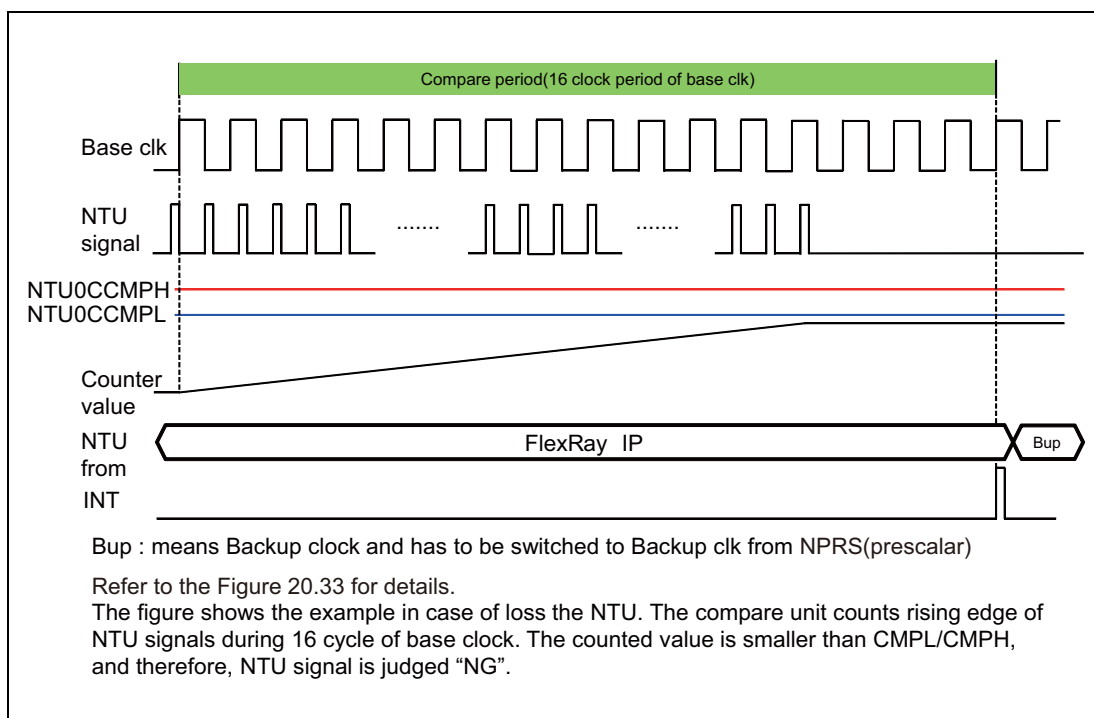 Compare period(16 clock period of base clk)
Base clk
NTU
signal
.......
.......
NTU0CCMPH
NTU0CCMPL
Counter
value
NTU
from
FlexRay IP
Bup
INT
Bup : means Backup clock and has to be switched to Backup clk from NPRS(prescalar)
Refer to the Figure 20.33 for details.
The figure shows the example in case of loss the NTU. The compare unit counts rising edge of
NTU signals during 16 cycle of base clock. The counted value is smaller than CMPL/CMPH,
and therefore, NTU signal is judged “NG”.